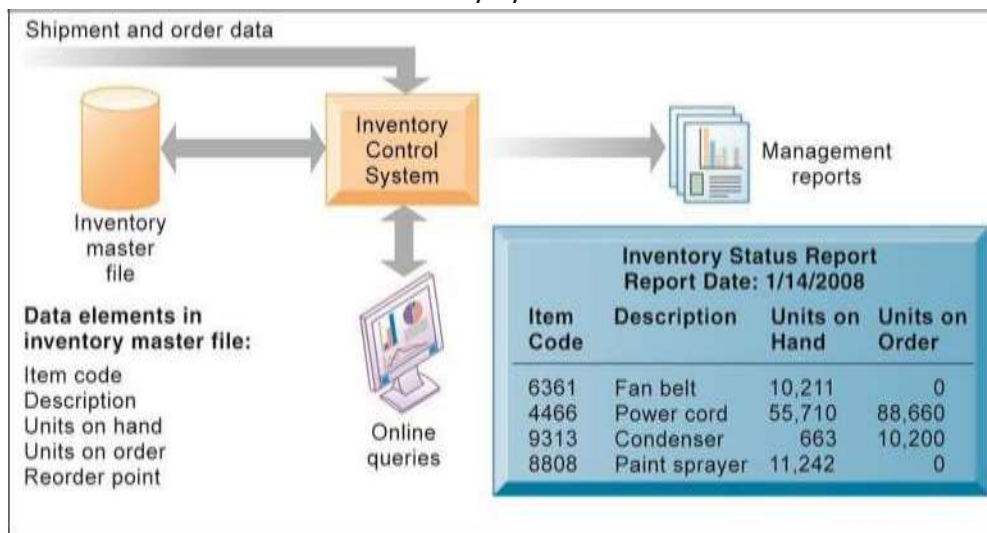 Shipment and order data
Inventory
Control
System
Management
reports
Inventory
master
file
Data elements in
inventory master file:
Item code
Description
Units on hand
Units on order
Reorder point
Online
queries
Inventory Status Report
Report Date: 1/14/2008
Item Description Units on Units on
Code Hand Order
6361 Fan belt 10,211 0
4466 Power cord 55,710 88,660
9313 Condenser 663 10,200
8808 Paint sprayer 11,242 0